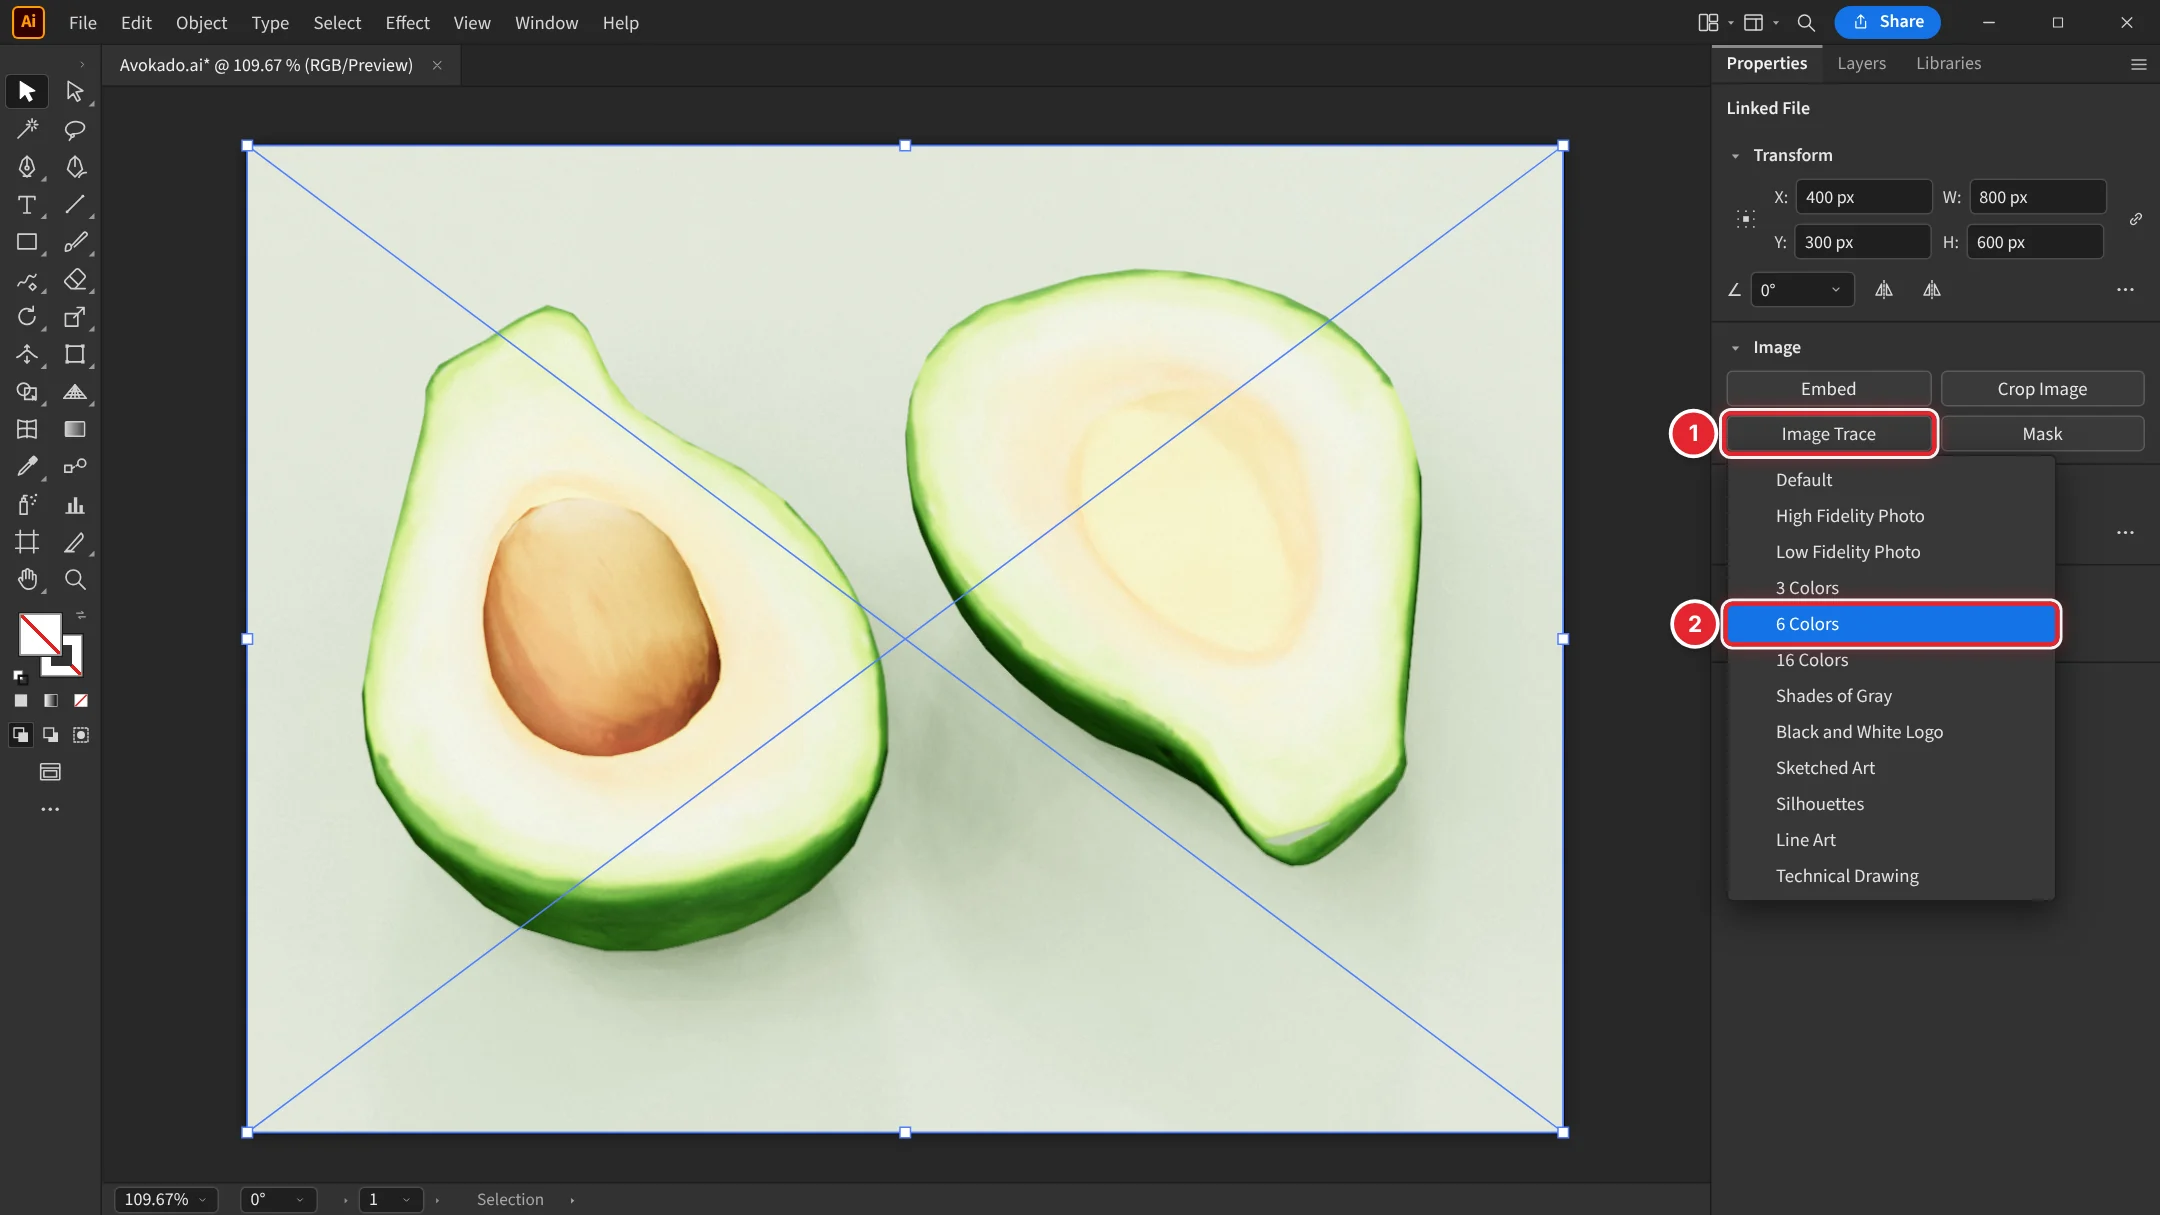 Ai File Edit Object Type Select Effect View Window Help Share
Avokado.ai* @ 109.67 % (RGB/Preview)
Properties Layers Libraries
Linked File
Transform
X: 400 px W: 800 px
Y: 300 px H: 600 px
0°
Image
Embed Crop Image
1 Image Trace Mask
Default
High Fidelity Photo
Low Fidelity Photo
3 Colors
2 6 Colors
16 Colors
Shades of Gray
Black and White Logo
Sketched Art
Silhouettes
Line Art
Technical Drawing
109.67% 0° 1 Selection